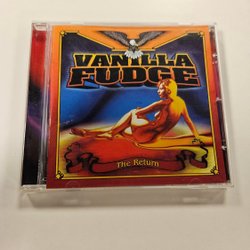 VANILLA
FUDGE
The Return